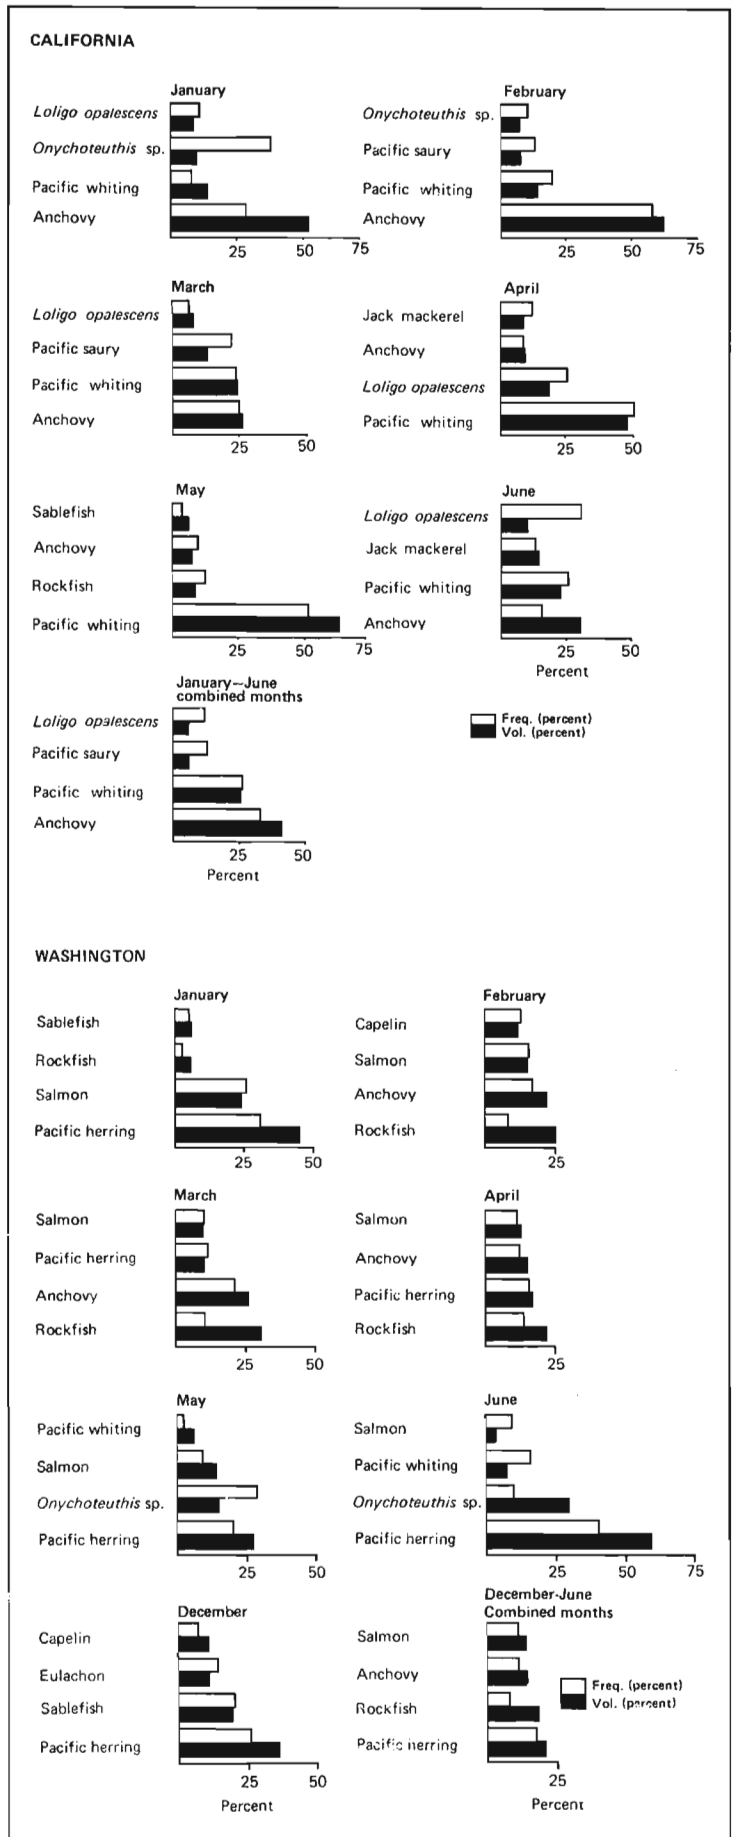 CALIFORNIA
January
Loligo opalescens
Onychoteuthis sp.
Pacific whiting
Anchovy
25 50 75
February
Onychoteuthis sp.
Pacific saury
Pacific whiting
Anchovy
25 50 75
March
Loligo opalescens
Pacific saury
Pacific whiting
Anchovy
25 50
April
Jack mackerel
Anchovy
Loligo opalescens
Pacific whiting
25 50
May
Sablefish
Anchovy
Rockfish
Pacific whiting
25 50 75
June
Loligo opalescens
Jack mackerel
Pacific whiting
Anchovy
25 50
Percent
January—June
combined months
Loligo opalescens
Pacific saury
Pacific whiting
Anchovy
25 50
Percent
Freq. (percent)
Vol. (percent)
WASHINGTON
January
Sablefish
Rockfish
Salmon
Pacific herring
25 50
February
Capelin
Salmon
Anchovy
Rockfish
25
March
Salmon
Pacific herring
Anchovy
Rockfish
25 50
April
Salmon
Anchovy
Pacific herring
Rockfish
25
May
Pacific whiting
Salmon
Onychoteuthis sp.
Pacific herring
25 50
June
Salmon
Pacific whiting
Onychoteuthis sp.
Pacific herring
25 50 75
December
Capelin
Eulachon
Sablefish
Pacific herring
25 50
Percent
December-June
Combined months
Salmon
Anchovy
Rockfish
Pacific herring
25
Percent
Freq. (percent)
Vol. (percent)